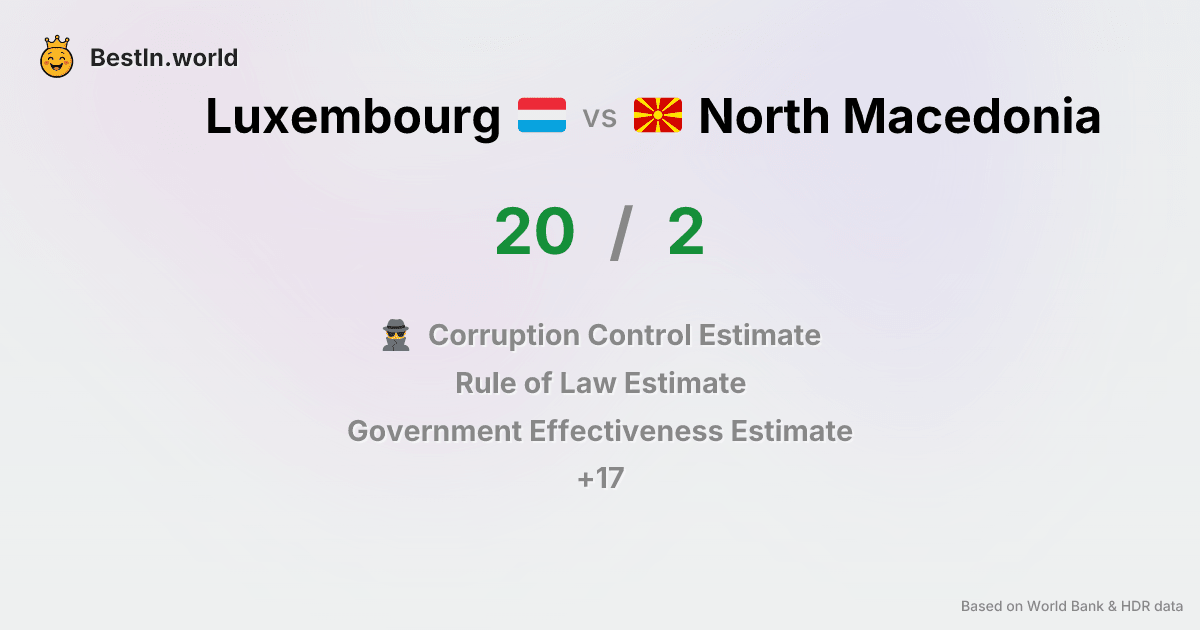 BestIn.world
Luxembourg vs North Macedonia
20 / 2
Corruption Control Estimate
Rule of Law Estimate
Government Effectiveness Estimate
+17
Based on World Bank & HDR data